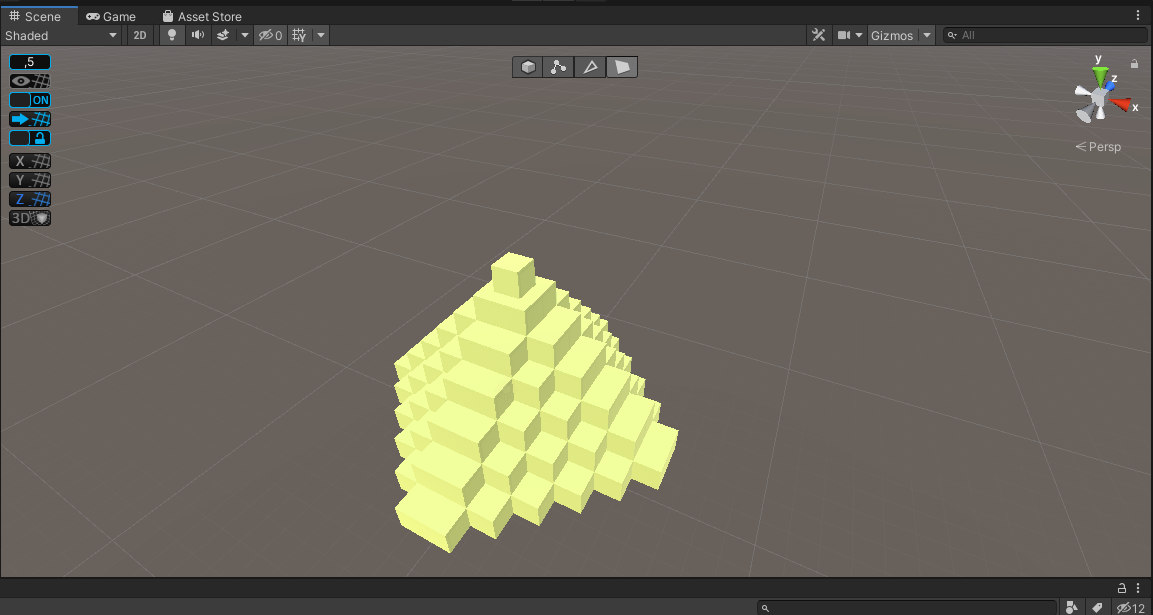 Scene Game Asset Store
Shaded 2D 0 Gizmos All
,5
ON
X
Y
Z
3D
y
z
x
Persp
12